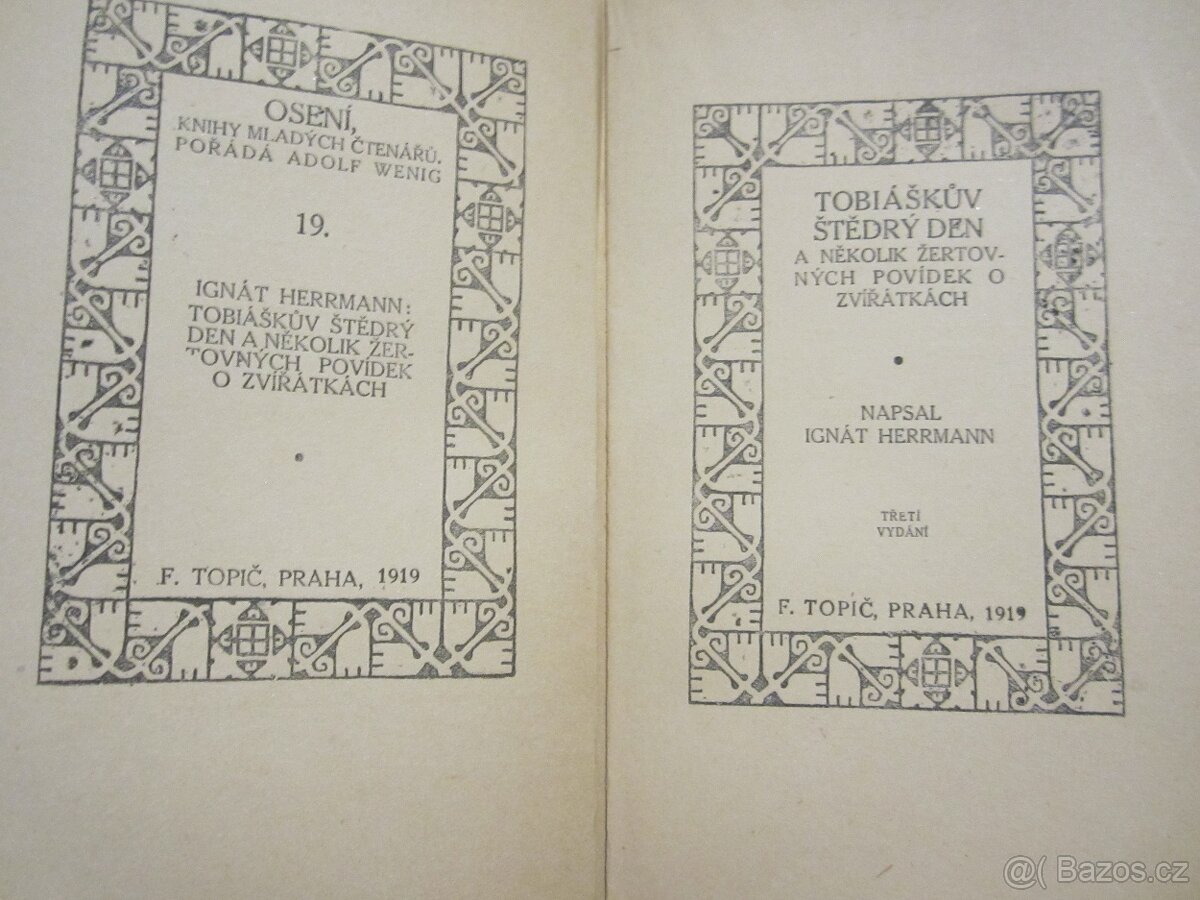 OSENÍ,
KNIHY MLADÝCH ČTENÁŘŮ.
POŘÁDÁ ADOLF WENIG
19.
IGNÁT HERRMANN:
TOBIÁŠKŮV ŠTĚDRÝ
DEN A NĚKOLIK ŽER-
TOVNÝCH POVÍDEK
O ZVÍŘÁTKÁCH
F. TOPIČ, PRAHA, 1919
TOBIÁŠKŮV
ŠTĚDRÝ DEN
A NĚKOLIK ŽERTOV-
NÝCH POVÍDEK O
ZVÍŘÁTKÁCH
NAPSAL
IGNÁT HERRMANN
TŘETÍ
VYDÁNÍ
F. TOPIČ, PRAHA, 1919
@( Bazos.cz